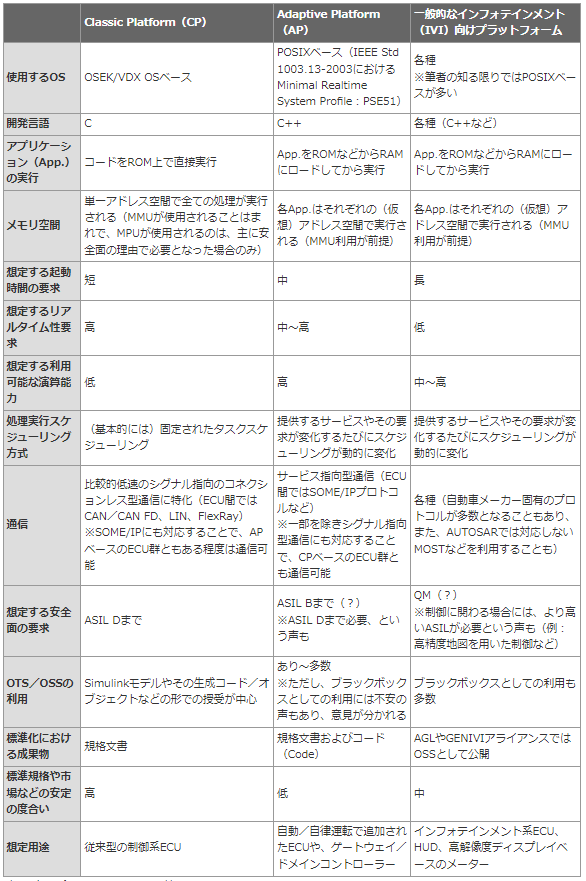 Classic Platform（CP）
Adaptive Platform
（AP）
一般的なインフォテインメント
（IVI）向けプラットフォーム
使用するOS
OSEK/VDX OSベース
POSIXベース（IEEE Std
1003.13-2003における
Minimal Realtime
System Profile：PSE51）
各種
※筆者の知る限りではPOSIXベー
スが多い
開発言語
C
C++
各種（C++など）
アプリケー
ション（App.）
の実行
コードをROM上で直接実行
App.をROMなどからRAM
にロードしてから実行
App.をROMなどからRAMにロー
ドしてから実行
メモリ空間
単一アドレス空間で全ての処理が実行
される（MMUが使用されることはま
れで、MPUが使用されるのは、主に安
全面の理由で必要となった場合のみ）
各App.はそれぞれの（仮
想）アドレス空間で実行さ
れる（MMU利用が前提）
各App.はそれぞれの（仮想）ア
ドレス空間で実行される（MMU
利用が前提）
想定する起動
時間の要求
短
中
長
想定するリア
ルタイム性要
求
高
中～高
低
想定する利用
可能な演算能
力
低
高
中～高
処理実行スケ
ジューリング
方式
（基本的には）固定されたタスクスケ
ジューリング
提供するサービスやその要
求が変化するたびにスケジ
ューリングが動的に変化
提供するサービスやその要求が変
化するたびにスケジューリングが
動的に変化
通信
比較的低速のシグナル指向のコネクシ
ョンレス型通信に特化（ECU間では
CAN／CAN FD、LIN、FlexRay）
※SOME/IPにも対応することで、AP
ベースのECU群ともある程度は通信可
能
サービス指向型通信（ECU
間ではSOME/IPプロトコ
ルなど）
※一部を除きシグナル指向
型通信にも対応すること
で、CPベースのECU群と
も通信可能
各種（自動車メーカー固有のプロ
トコルが多数となることもあり、
また、AUTOSARでは対応しない
MOSTなどを利用することも）
想定する安全
面の要求
ASIL Dまで
ASIL Bまで（？）
※ASIL Dまで必要、とい
う声も
QM（？）
※制御に関わる場合には、より高
いASILが必要という声も（例：
高精度地図を用いた制御など）
OTS／OSSの
利用
Simulinkモデルやその生成コード／オ
ブジェクトなどの形での授受が中心
あり～多数
※ただし、ブラックボック
スとしての利用には不安の
声もあり、意見が分かれる
ブラックボックスとしての利用も
多数
標準化におけ
る成果物
規格文書
規格文書およびコード
（Code）
AGLやGENIVIアライアンスでは
OSSとして公開
標準規格や市
場などの安定
の度合い
高
低
中
想定用途
従来型の制御系ECU
自動／自律運転で追加され
たECUや、ゲートウェイ／
ドメインコントローラー
インフォテインメント系ECU、
HUD、高解像度ディスプレイベ
ースのメーター